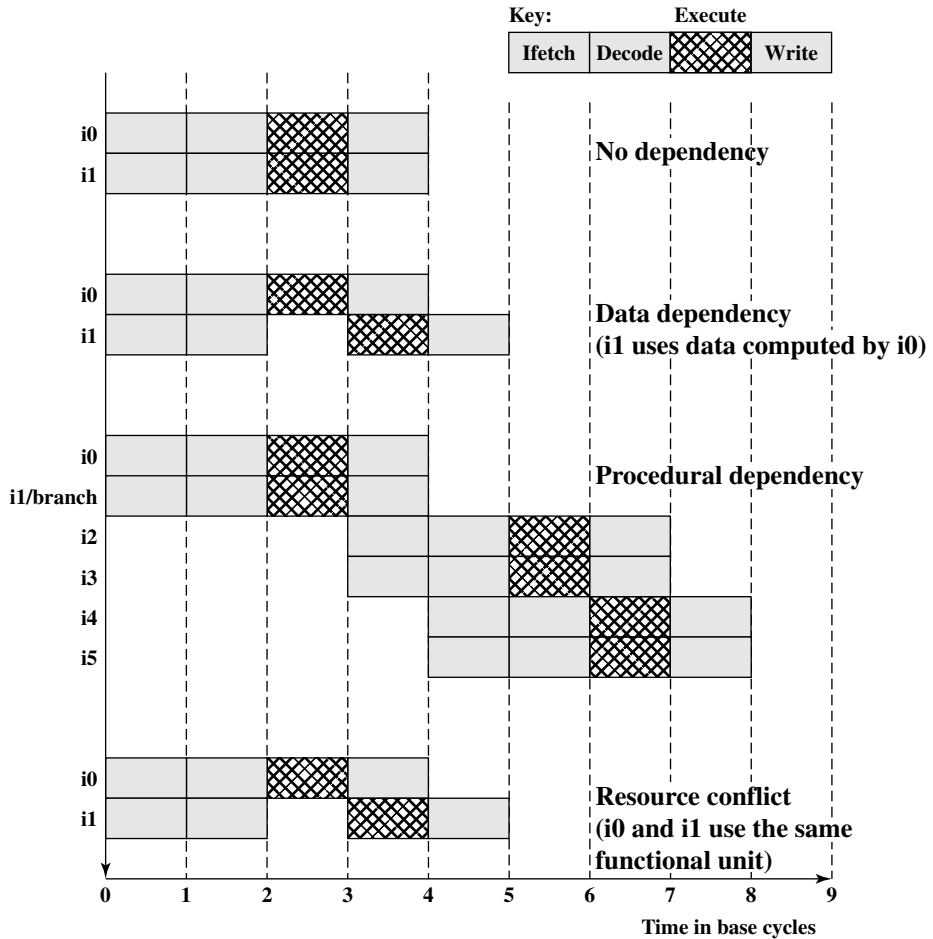 Key: Execute
Ifetch Decode Write
i0
No dependency
i1
i0
Data dependency
i1
(i1 uses data computed by i0)
i0
Procedural dependency
i1/branch
i2
i3
i4
i5
i0
Resource conflict
i1
(i0 and i1 use the same
functional unit)
0 1 2 3 4 5 6 7 8 9
Time in base cycles